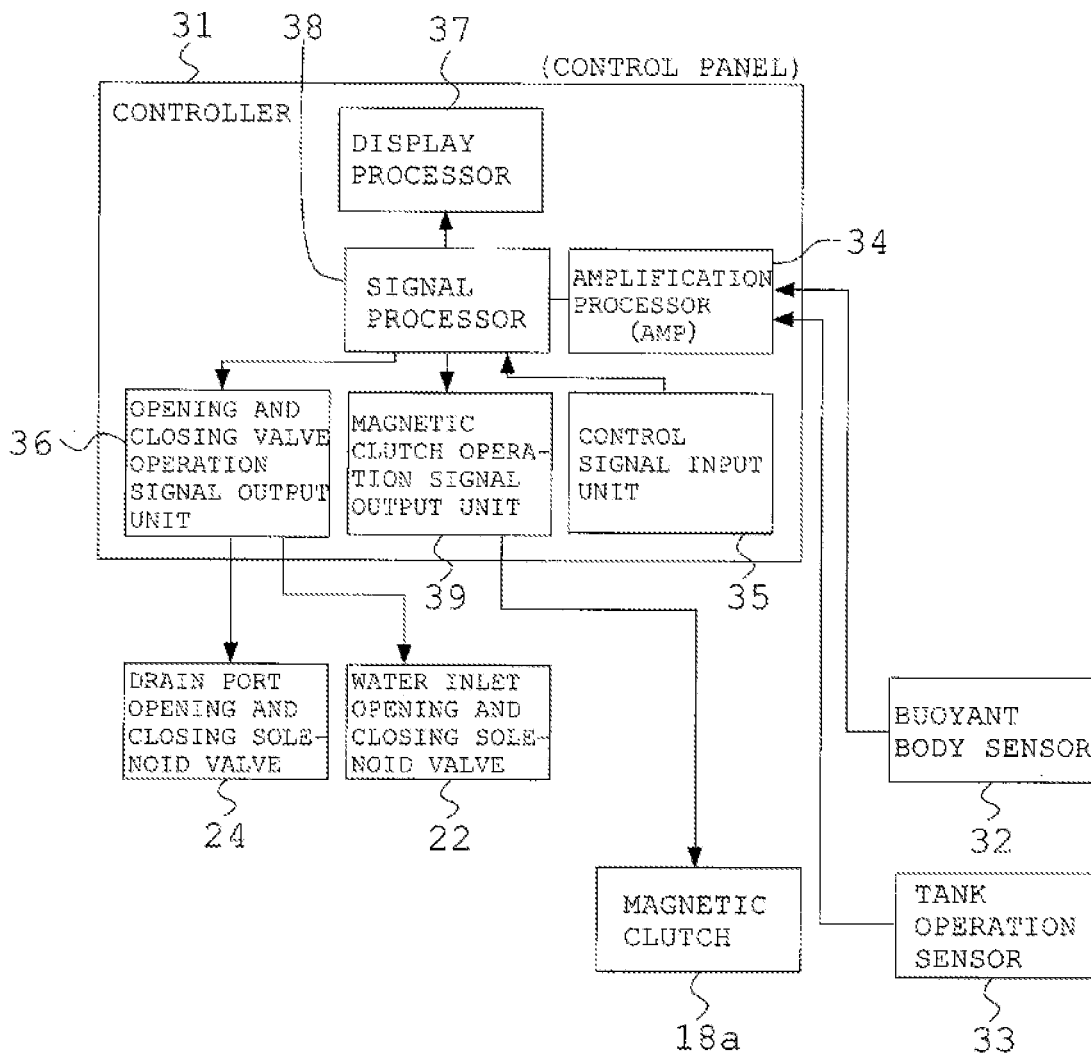 31
38
37
(CONTROL PANEL)
CONTROLLER
DISPLAY
PROCESSOR
34
SIGNAL
PROCESSOR
AMPLIFICATION
PROCESSOR
(AMP)
36
OPENING AND
CLOSING VALVE
OPERATION
SIGNAL OUTPUT
UNIT
MAGNETIC
CLUTCH OPERA-
TION SIGNAL
OUTPUT UNIT
CONTROL
SIGNAL INPUT
UNIT
39
35
DRAIN PORT
OPENING AND
CLOSING SOLE-
NOID VALVE
WATER INLET
OPENING AND
CLOSING SOLE-
NOID VALVE
BUOYANT
BODY SENSOR
24
22
32
MAGNETIC
CLUTCH
TANK
OPERATION
SENSOR
18a
33